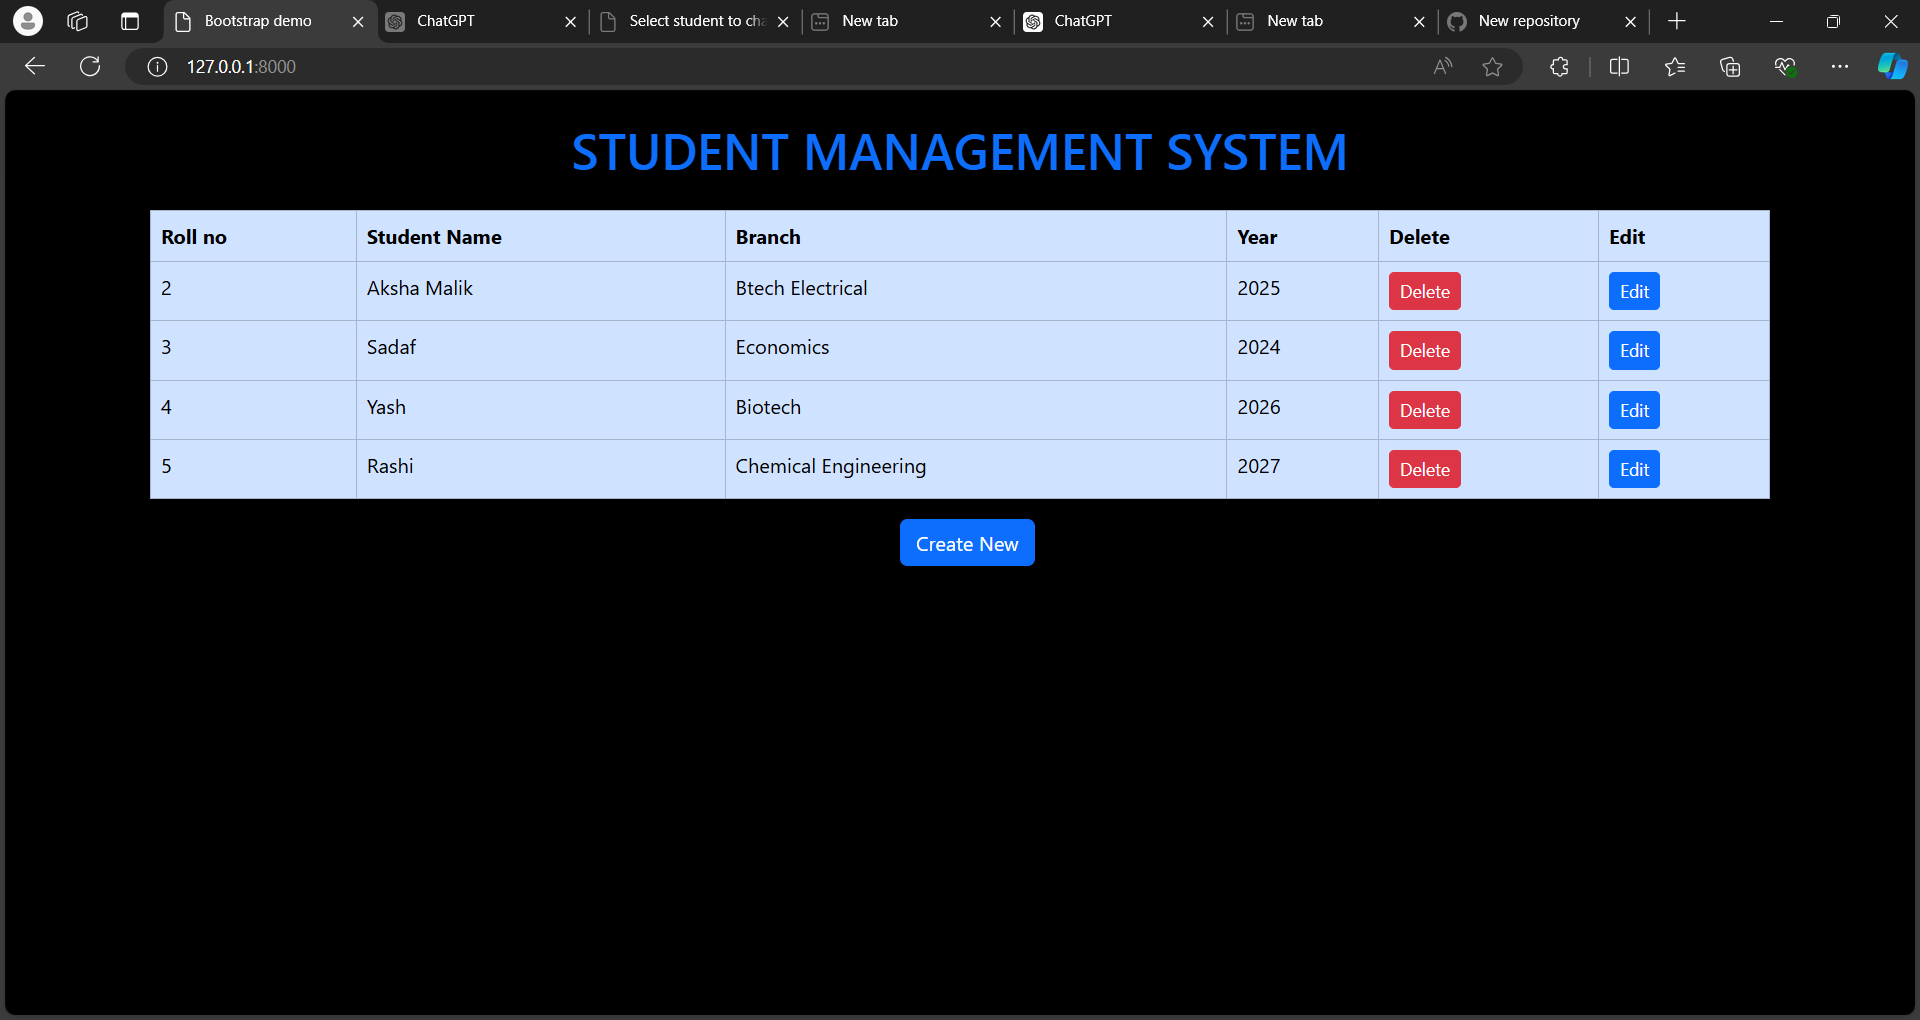 Bootstrap demo ChatGPT Select student to cha New tab ChatGPT New tab New repository
127.0.0.1:8000
STUDENT MANAGEMENT SYSTEM
Roll no Student Name Branch Year Delete Edit
2 Aksha Malik Btech Electrical 2025 Delete Edit
3 Sadaf Economics 2024 Delete Edit
4 Yash Biotech 2026 Delete Edit
5 Rashi Chemical Engineering 2027 Delete Edit
Create New